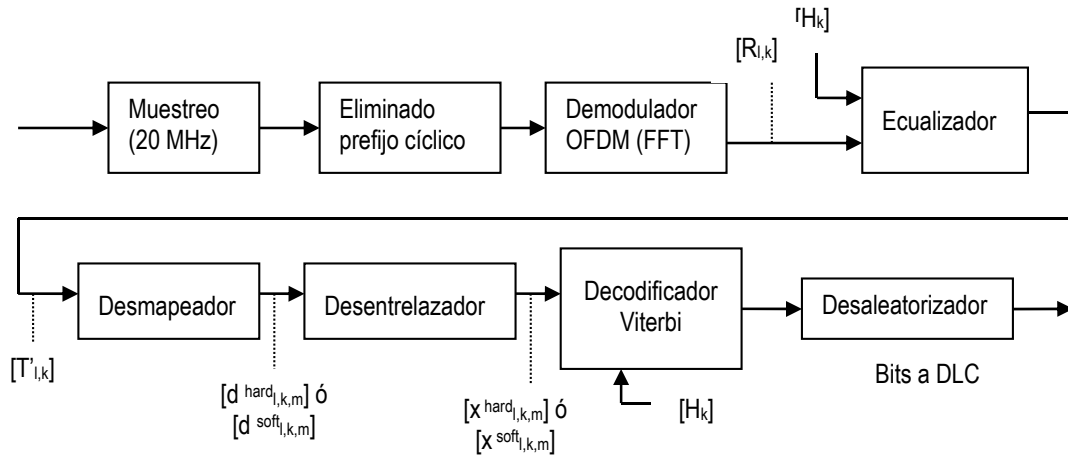 [H_k]
[R_l,k]
Muestreo
(20 MHz)
Eliminado
prefijo cíclico
Demodulador
OFDM (FFT)
Ecualizador
Desmapeador
Desentrelazador
Decodificador
Viterbi
Desaleatorizador
[T'_l,k]
[d hard_l,k,m] ó
[d soft_l,k,m]
[x hard_l,k,m] ó
[x soft_l,k,m]
[H_k]
Bits a DLC